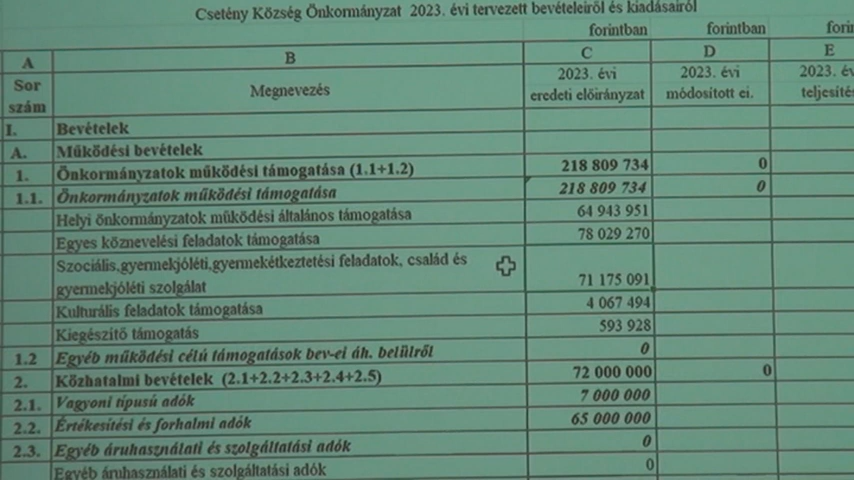 Csetény Község Önkormányzat 2023. évi tervezett bevételeiről és kiadásairól
forintban forintban
A B C D E
Sor szám Megnevezés 2023. évi eredeti előirányzat 2023. évi módosított ei.
I. Bevételek
A. Működési bevételek
1. Önkormányzatok működési támogatása (1.1+1.2) 218 809 734 0
1.1. Önkormányzatok működési támogatása 218 809 734 0
Helyi önkormányzatok működési általános támogatása 64 943 951
Egyes köznevelési feladatok támogatása 78 029 270
Szociális,gyermekjóléti,gyermekétkeztetési feladatok, család és
gyermekjóléti szolgálat 71 175 091
Kulturális feladatok támogatása 4 067 494
Kiegészítő támogatás 593 928
1.2 Egyéb működési célú támogatások bev-ei áh. belülről 0
2. Közhatalmi bevételek (2.1+2.2+2.3+2.4+2.5) 72 000 000 0
2.1. Vagyoni típusú adók 7 000 000
2.2. Értékesítési és forhalmi adók 65 000 000
2.3. Egyéb áruhasználati és szolgáltatási adók 0
Egyéb áruhasználati és szolgáltatási adók 0